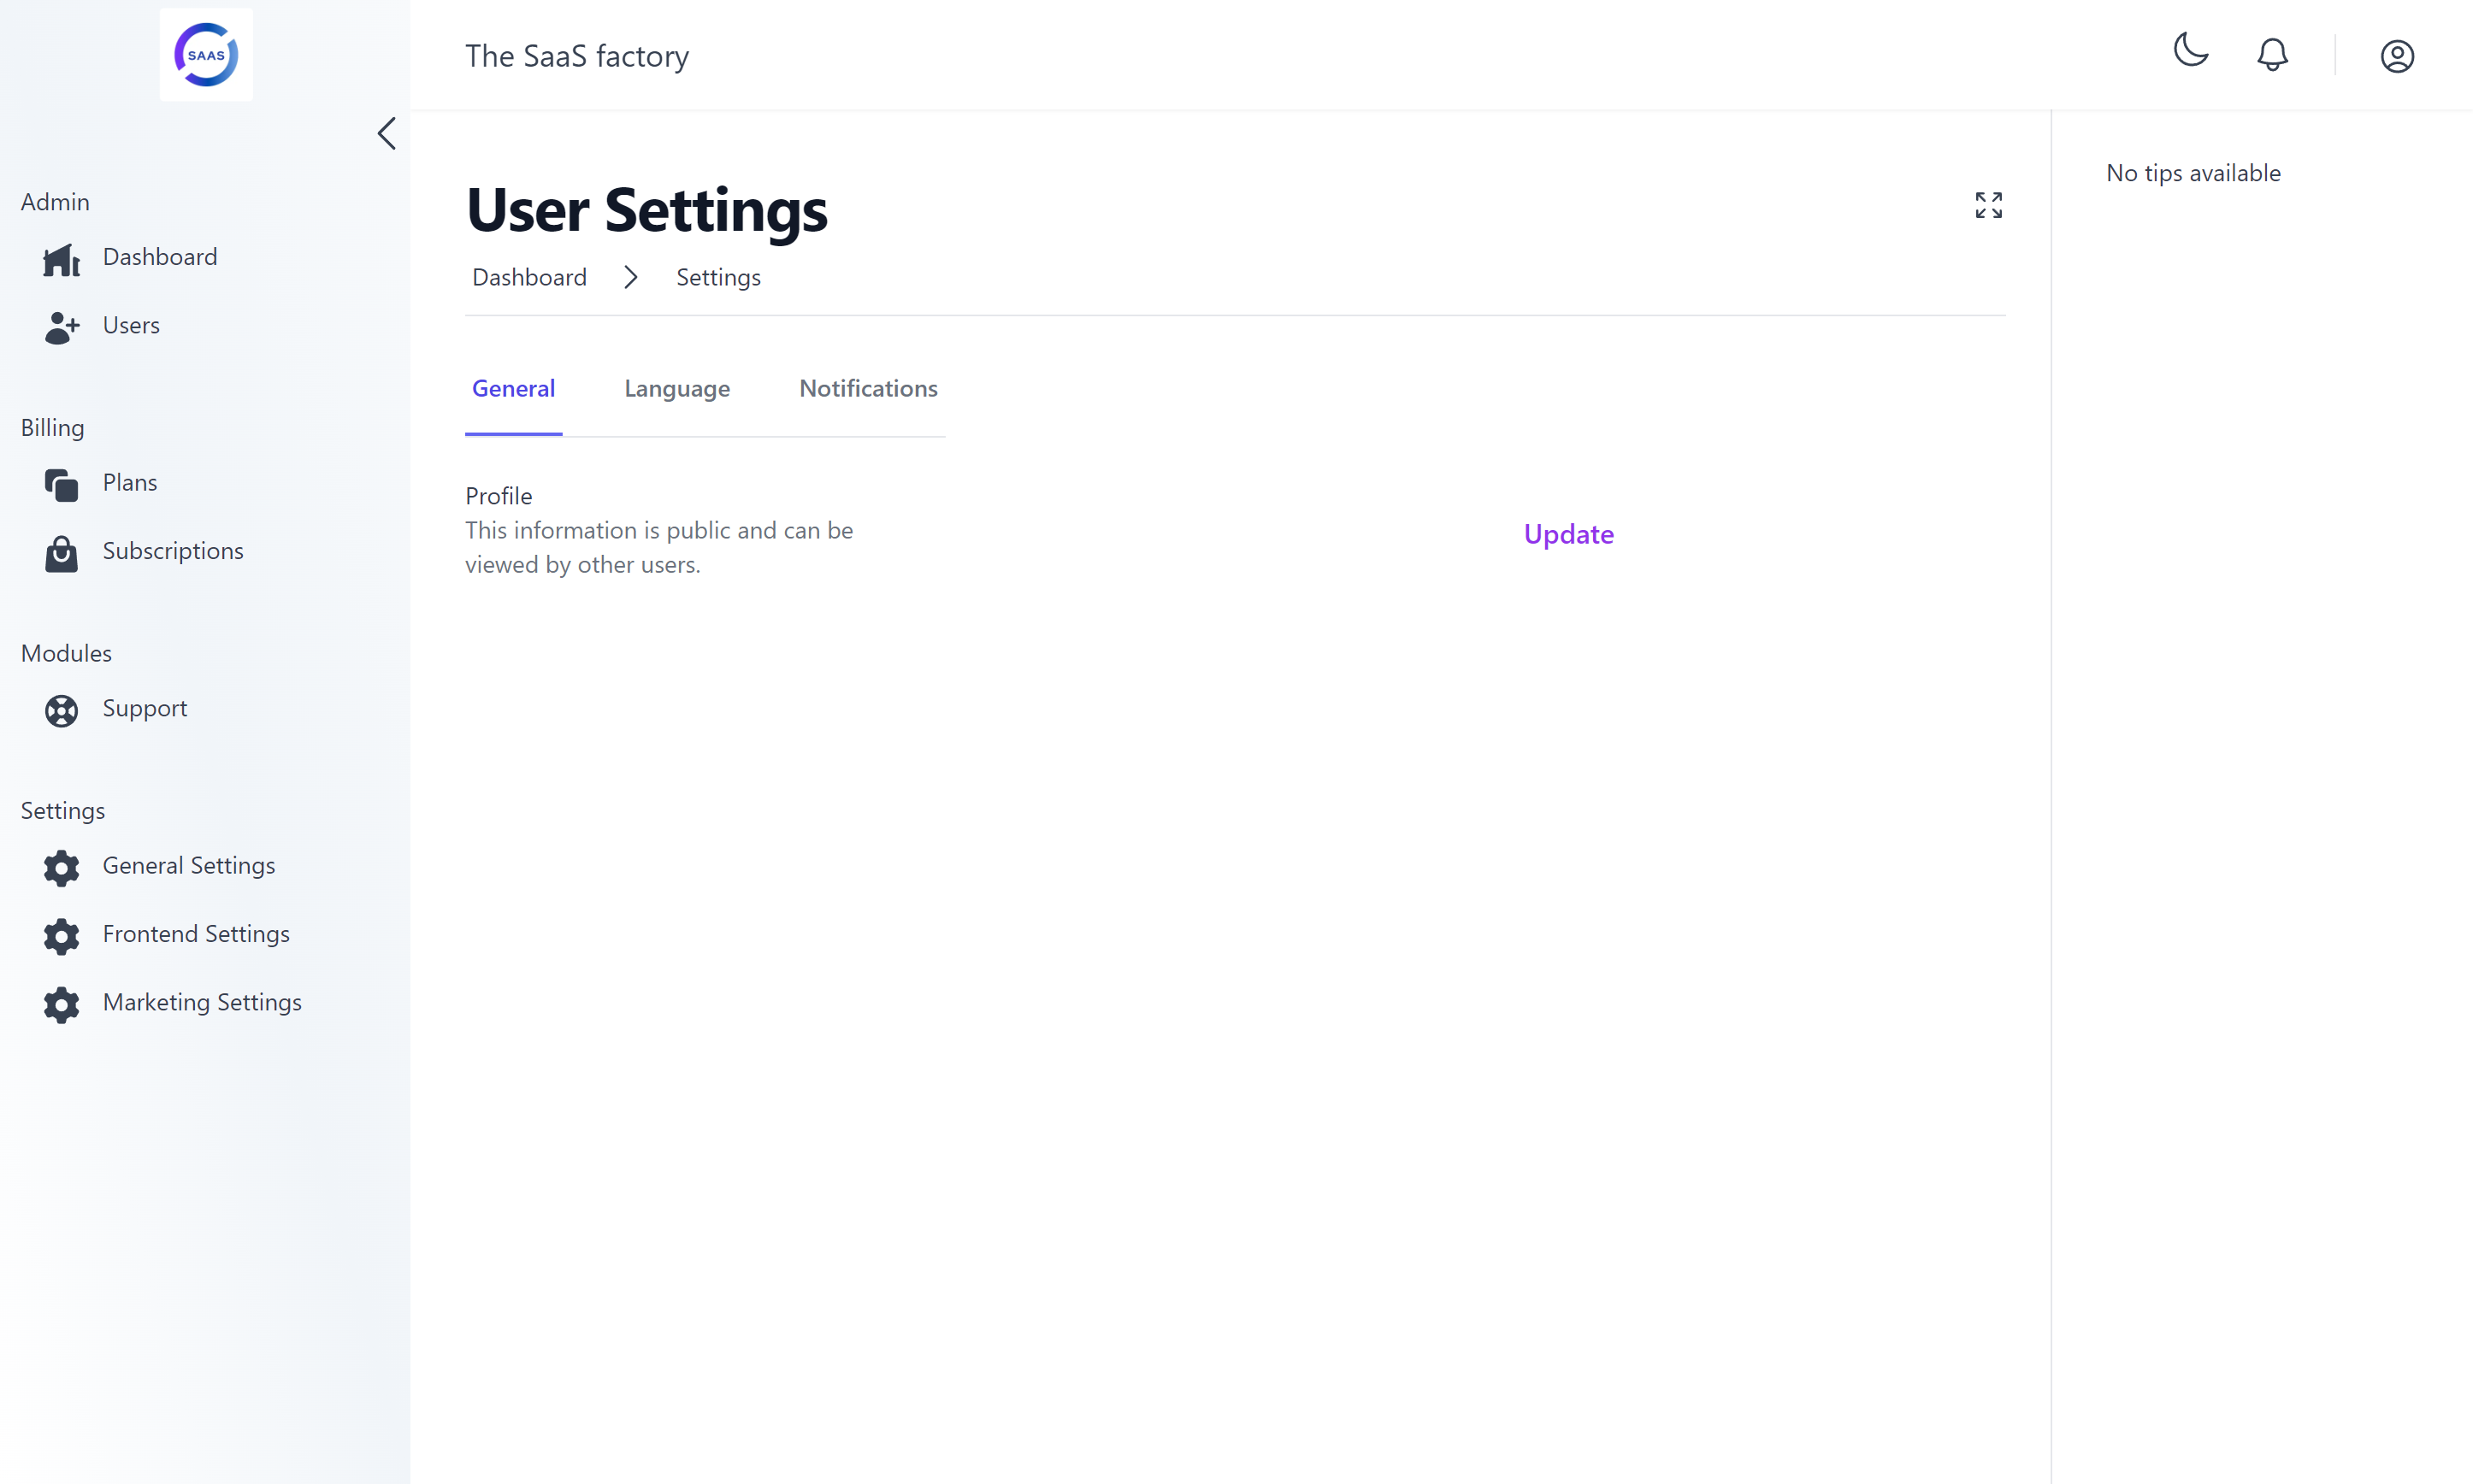 SAAS
The SaaS factory
Admin
Dashboard
Users
Billing
Plans
Subscriptions
Modules
Support
Settings
General Settings
Frontend Settings
Marketing Settings
User Settings
Dashboard
Settings
General
Language
Notifications
Profile
This information is public and can be
viewed by other users.
Update
No tips available